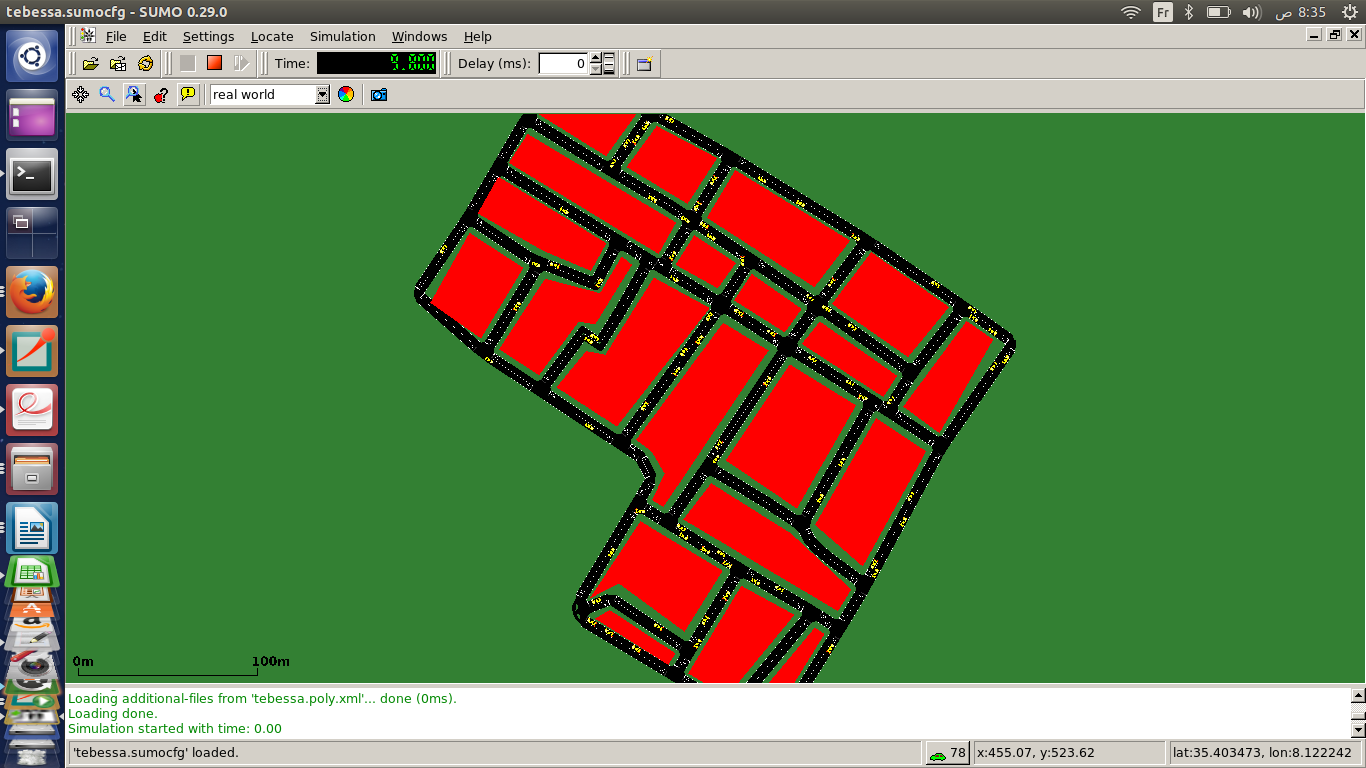 tebessa.sumocfg - SUMO 0.29.0
Fr
8:35 ص
File Edit Settings Locate Simulation Windows Help
Time: 9.800 Delay (ms): 0
real world
0m 100m
Loading additional-files from 'tebessa.poly.xml'... done (0ms).
Loading done.
Simulation started with time: 0.00
'tebessa.sumocfg' loaded. 78 x:455.07, y:523.62 lat:35.403473, lon:8.122242